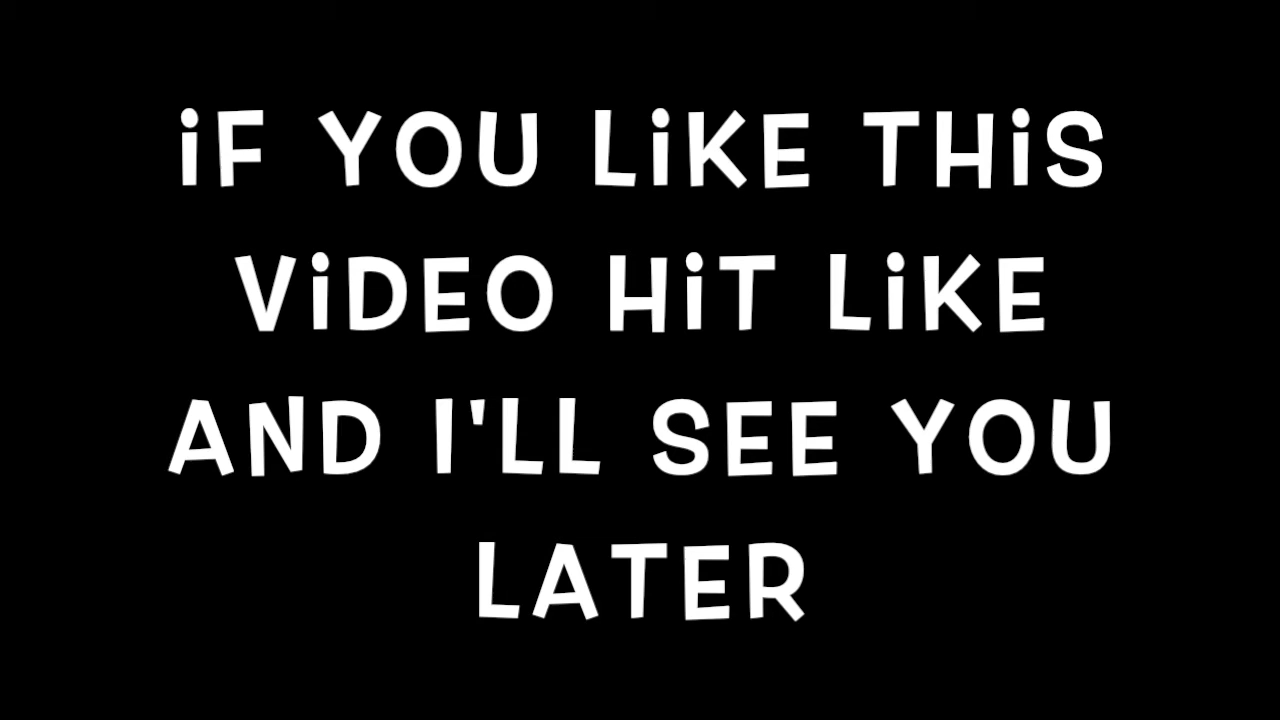 iF YOU LiKE THiS
ViDEO HiT LiKE
AND I'LL SEE YOU
LATER